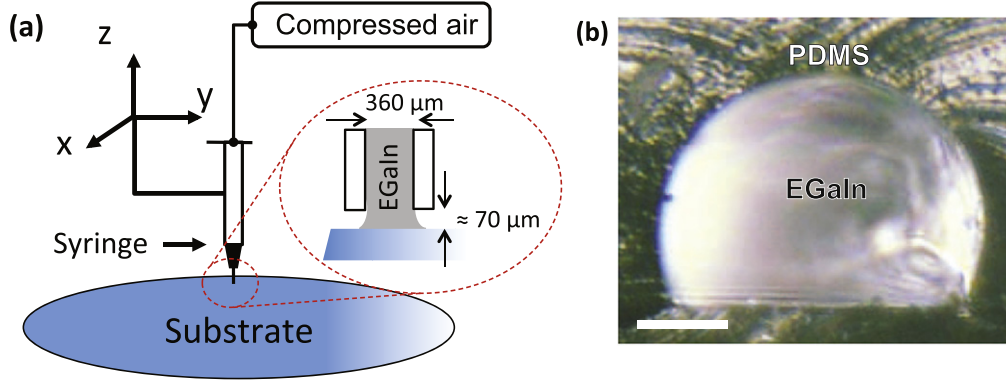 (a)
Compressed air
z
y
x
360 μm
EGaIn
≈ 70 μm
Syringe
Substrate
(b)
PDMS
EGaIn